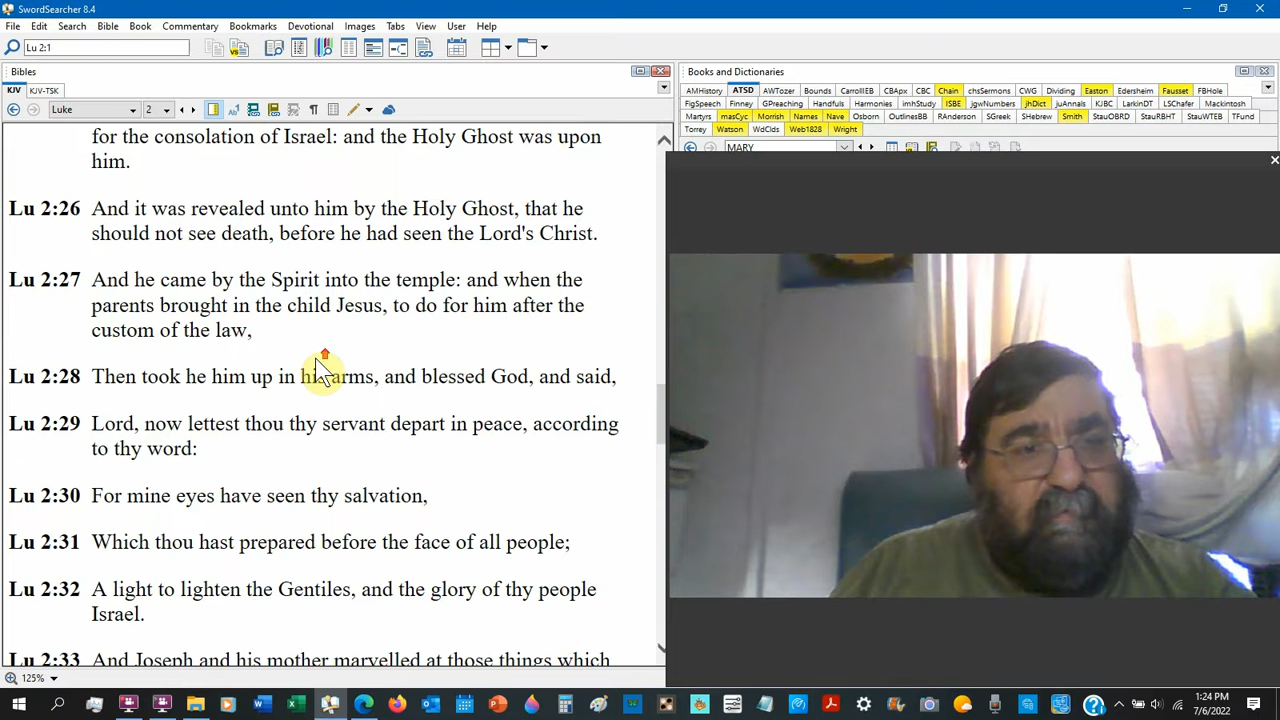 SwordSearcher 8.4
File Edit Search Bible Book Commentary Bookmarks Devotional Images Tabs View User Help
Lu 2:1
Bibles
KJV KJV-TSK
Luke 2
for the consolation of Israel: and the Holy Ghost was upon
him.
Lu 2:26 And it was revealed unto him by the Holy Ghost, that he
should not see death, before he had seen the Lord's Christ.
Lu 2:27 And he came by the Spirit into the temple: and when the
parents brought in the child Jesus, to do for him after the
custom of the law,
Lu 2:28 Then took he him up in his arms, and blessed God, and said,
Lu 2:29 Lord, now lettest thou thy servant depart in peace, according
to thy word:
Lu 2:30 For mine eyes have seen thy salvation,
Lu 2:31 Which thou hast prepared before the face of all people;
Lu 2:32 A light to lighten the Gentiles, and the glory of thy people
Israel.
Lu 2:33 And Joseph and his mother marvelled at those things which
125%
Books and Dictionaries
AMHistory ATSD AWTozer Bounds CarrollIEB CBApx CBC Chain chsSermons CWG Dividing Easton Edersheim Fausset FBHole
FigSpeech Finney GPreaching Handfuls Harmonies imhStudy ISBE jgwNumbers jhDict juAnnals KJBC LarkinDT LSChafer Mackintosh
Martyrs masCyc Morrish Names Nave Osborn OutlinesBB RAnderson SGreek SHebrew Smith StauOBRD StauRBHT StauWTEB TFund
Torrey Watson WdClds Web1828 Wright
MARY
1:24 PM
7/6/2022